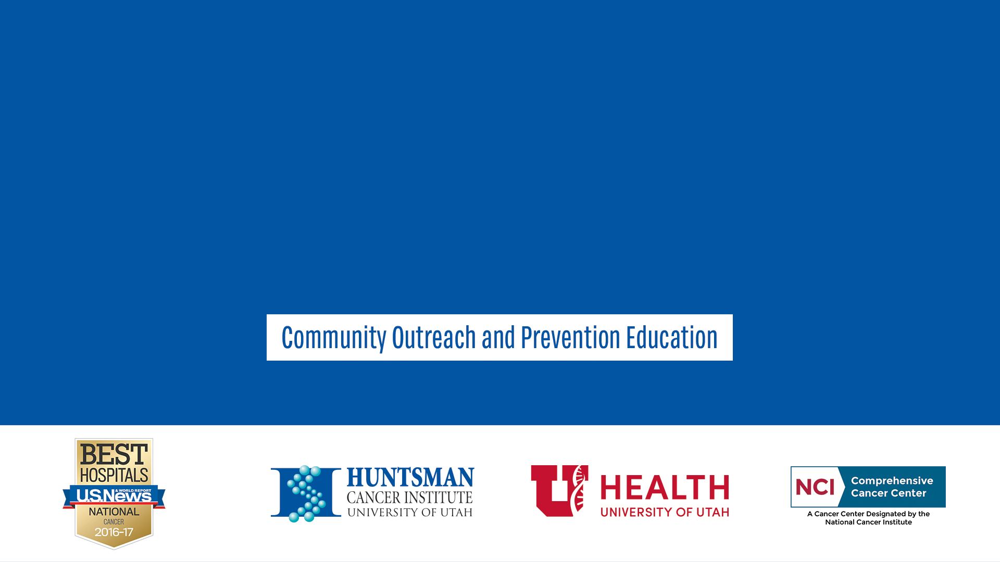 Community Outreach and Prevention Education
BEST
HOSPITALS
U.S.News & WORLD REPORT
NATIONAL
CANCER
2016-17
HUNTSMAN
CANCER INSTITUTE
UNIVERSITY OF UTAH
U HEALTH
UNIVERSITY OF UTAH
NCI
Comprehensive
Cancer Center
A Cancer Center Designated by the
National Cancer Institute